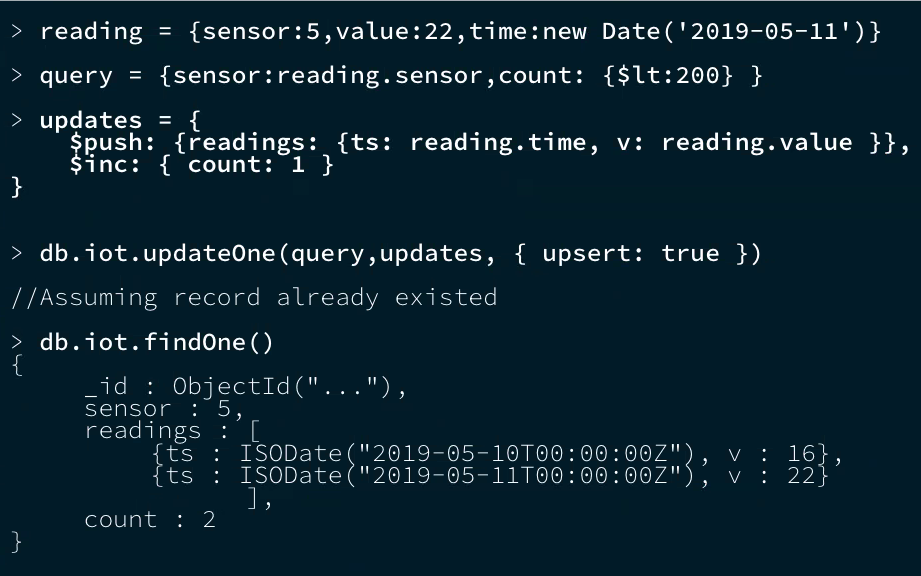 > reading = {sensor:5,value:22,time:new Date('2019-05-11')}
> query = {sensor:reading.sensor,count: {$lt:200} }
> updates = {
$push: {readings: {ts: reading.time, v: reading.value }},
$inc: { count: 1 }
}
> db.iot.updateOne(query,updates, { upsert: true })
//Assuming record already existed
> db.iot.findOne()
{
_id : ObjectId("..."),
sensor : 5,
readings : [
{ts : ISODate("2019-05-10T00:00:00Z"), v : 16},
{ts : ISODate("2019-05-11T00:00:00Z"), v : 22}
],
count : 2
}